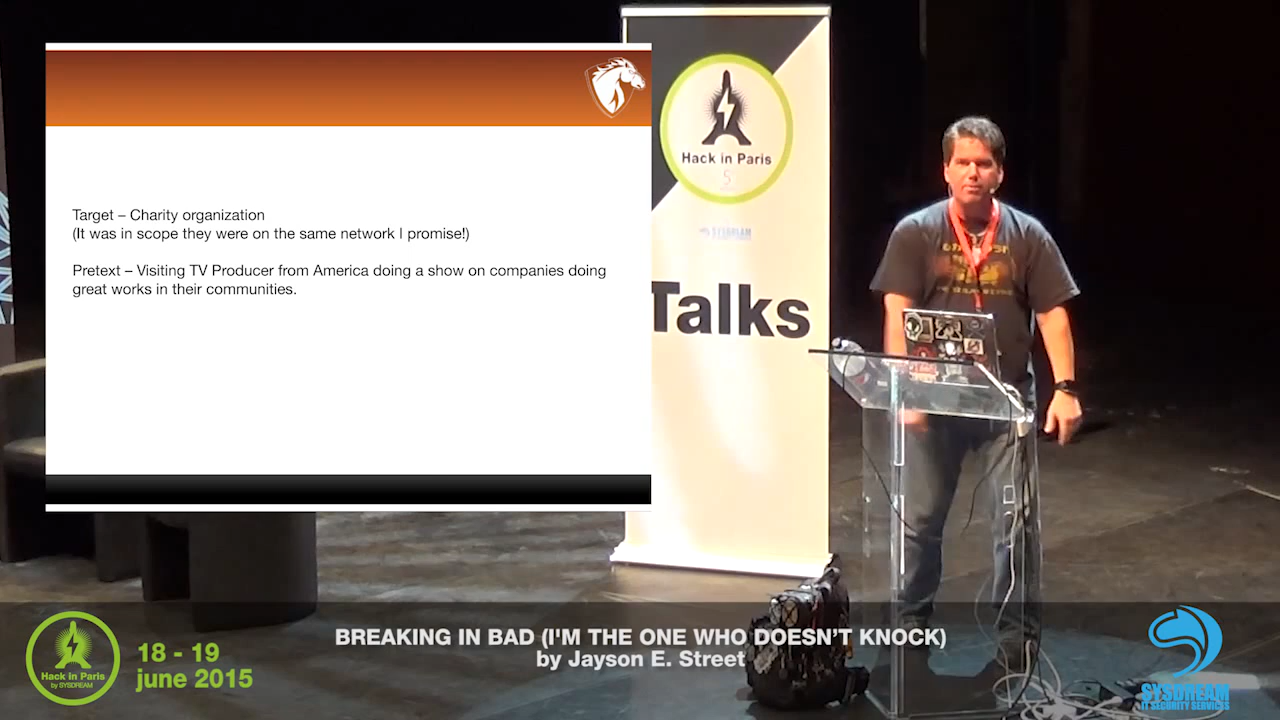 Target – Charity organization
(It was in scope they were on the same network I promise!)
Pretext – Visiting TV Producer from America doing a show on companies doing
great works in their communities.
Hack in Paris
5
SYSDREAM
Talks
Hack in Paris
by SYSDREAM
18 - 19
june 2015
BREAKING IN BAD (I'M THE ONE WHO DOESN'T KNOCK)
by Jayson E. Street
SYSDREAM
IT SECURITY SERVICES